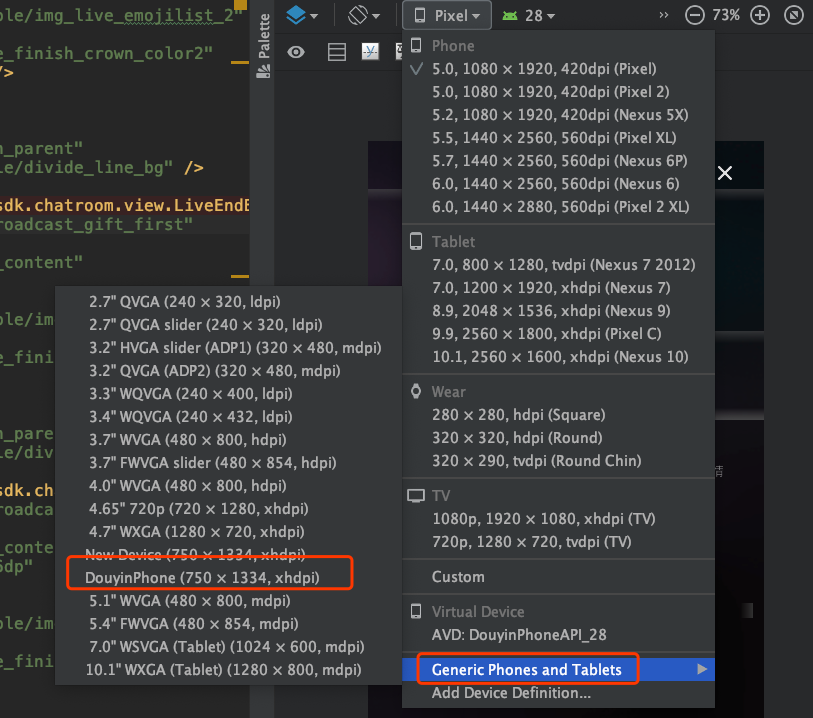 ble/img_live_emojilist_2"
e_finish_crown_color2"
/>
n_parent"
le/divide_line_bg" />
sdk.chatroom.view.LiveEndE
roadcast_gift_first"
_content"
ble/im
e_fini
n_pare
le/div
sdk.cha
roadca
_conte
6dp"
ble/im
e_fini
Palette
Pixel
28
73%
Phone
5.0, 1080 × 1920, 420dpi (Pixel)
5.0, 1080 × 1920, 420dpi (Pixel 2)
5.2, 1080 × 1920, 420dpi (Nexus 5X)
5.5, 1440 × 2560, 560dpi (Pixel XL)
5.7, 1440 × 2560, 560dpi (Nexus 6P)
6.0, 1440 × 2560, 560dpi (Nexus 6)
6.0, 1440 × 2880, 560dpi (Pixel 2 XL)
Tablet
7.0, 800 × 1280, tvdpi (Nexus 7 2012)
7.0, 1200 × 1920, xhdpi (Nexus 7)
8.9, 2048 × 1536, xhdpi (Nexus 9)
9.9, 2560 × 1800, xhdpi (Pixel C)
10.1, 2560 × 1600, xhdpi (Nexus 10)
Wear
280 × 280, hdpi (Square)
320 × 320, hdpi (Round)
320 × 290, tvdpi (Round Chin)
TV
1080p, 1920 × 1080, xhdpi (TV)
720p, 1280 × 720, tvdpi (TV)
Custom
Virtual Device
AVD: DouyinPhoneAPI_28
Generic Phones and Tablets
Add Device Definition...
2.7" QVGA (240 × 320, ldpi)
2.7" QVGA slider (240 × 320, ldpi)
3.2" HVGA slider (ADP1) (320 × 480, mdpi)
3.2" QVGA (ADP2) (320 × 480, mdpi)
3.3" WQVGA (240 × 400, ldpi)
3.4" WQVGA (240 × 432, ldpi)
3.7" WVGA (480 × 800, hdpi)
3.7" FWVGA slider (480 × 854, hdpi)
4.0" WVGA (480 × 800, hdpi)
4.65" 720p (720 × 1280, xhdpi)
4.7" WXGA (1280 × 720, xhdpi)
New Device (750 × 1334, xhdpi)
DouyinPhone (750 × 1334, xhdpi)
5.1" WVGA (480 × 800, mdpi)
5.4" FWVGA (480 × 854, mdpi)
7.0" WSVGA (Tablet) (1024 × 600, mdpi)
10.1" WXGA (Tablet) (1280 × 800, mdpi)